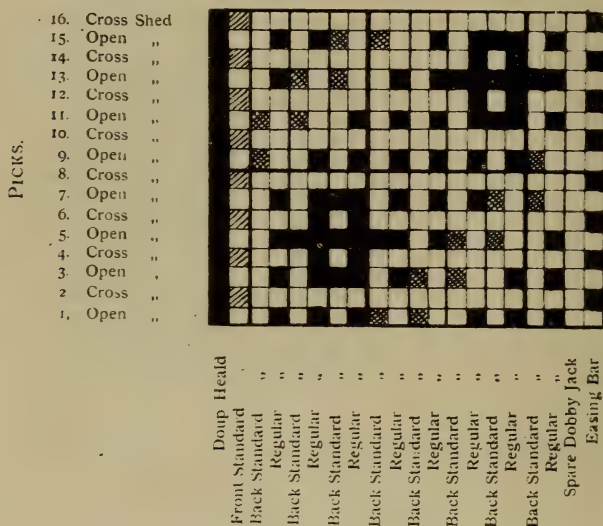 PICKS.
16. Cross Shed
15. Open „
14. Cross „
13. Open „
12. Cross „
11. Open „
10. Cross „
9. Open „
8. Cross „
7. Open „
6. Cross „
5. Open „
4. Cross „
3. Open „
2 Cross „
1, Open „
Doup Heald
Front Standard „
Back Standard „
Regular „
Back Standard „
Regular „
Back Standard „
Regular „
Back Standard „
Regular „
Back Standard „
Regular „
Back Standard „
Regular „
Back Standard „
Regular „
Back Standard „
Regular „
Spare Dobby Jack
Easing Bar